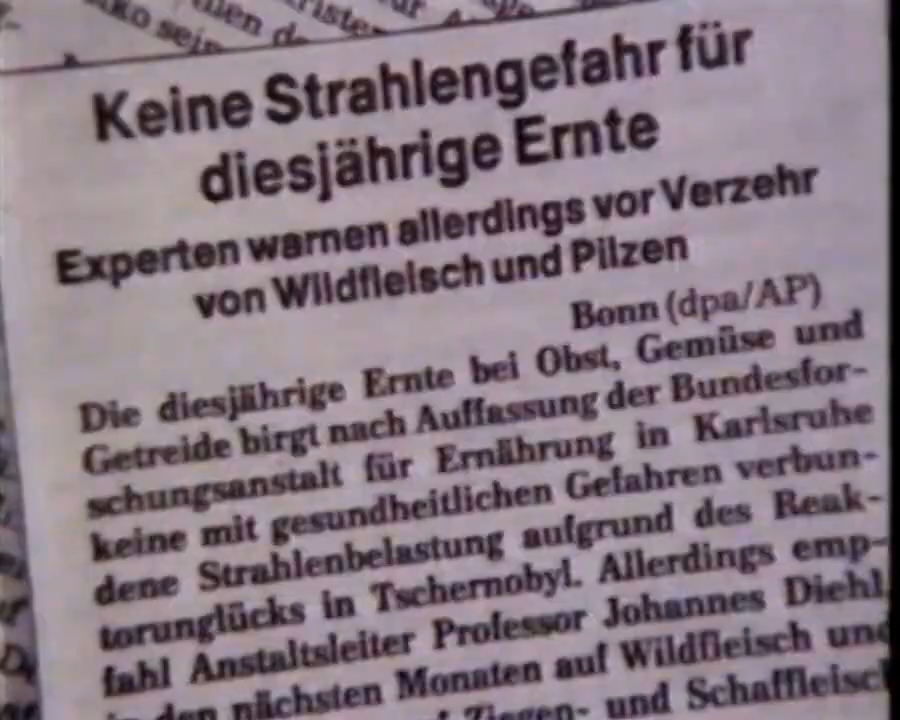 sein
Keine Strahlengefahr für
diesjährige Ernte
Experten warnen allerdings vor Verzehr
von Wildfleisch und Pilzen
Bonn (dpa/AP)
Die diesjährige Ernte bei Obst, Gemüse und
Getreide birgt nach Auffassung der Bundesfor-
schungsanstalt für Ernährung in Karlsruhe
keine mit gesundheitlichen Gefahren verbun-
dene Strahlenbelastung aufgrund des Reak-
torunglücks in Tschernobyl. Allerdings emp-
fahl Anstaltsleiter Professor Johannes Diehl,
in den nächsten Monaten auf Wildfleisch und
Ziegen- und Schaffleisch